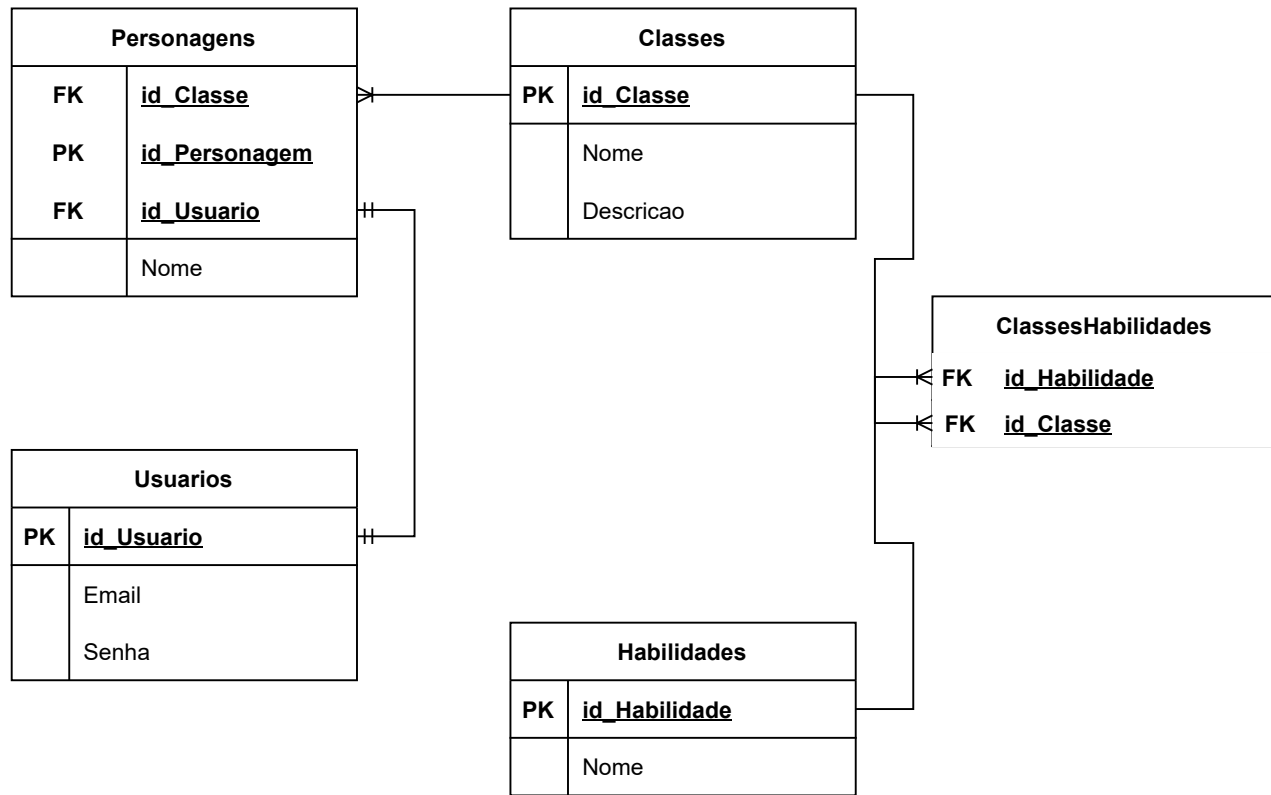 Personagens
FK id_Classe
PK id_Personagem
FK id_Usuario
Nome
Classes
PK id_Classe
Nome
Descricao
ClassesHabilidades
FK id_Habilidade
FK id_Classe
Usuarios
PK id_Usuario
Email
Senha
Habilidades
PK id_Habilidade
Nome